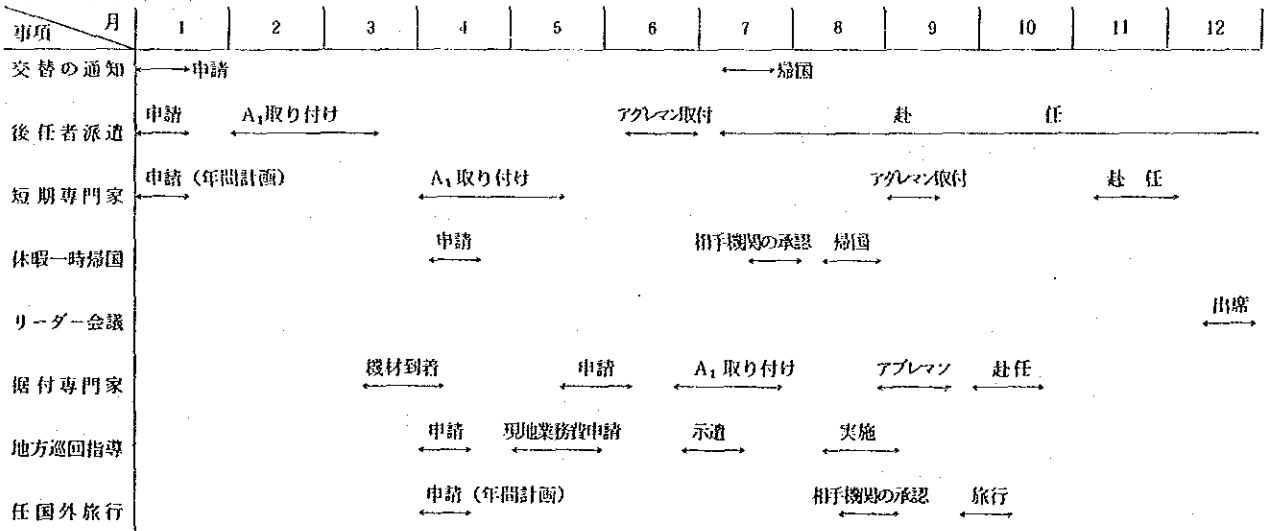 事項 月 1 2 3 4 5 6 7 8 9 10 11 12
交替の通知 申請 帰国
後任者派遣 申請 A₁取り付け アグレマン取付 赴 任
短期専門家 申請（年間計画） A₁取り付け アグレマン取付 赴 任
休暇一時帰国 申請 相手機関の承認 帰国
リーダー会議 出席
据付専門家 機材到着 申請 A₁取り付け アブレマン 赴任
地方巡回指導 申請 現地業務費申請 示達 実施
任国外旅行 申請（年間計画） 相手機関の承認 旅行